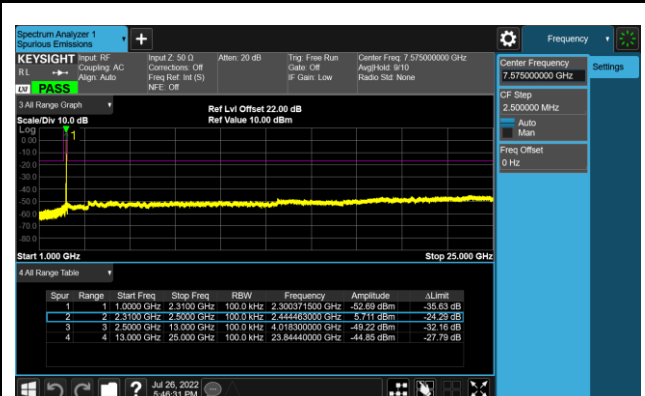 Spectrum Analyzer 1
Spurious Emissions
Frequency
KEYSIGHT Input: RF Input Z: 50 Ω Atten: 20 dB Trig: Free Run Center Freq: 7.575000000 GHz
RL Coupling: AC Corrections: Off Gate: Off Avg|Hold: 9/10
Align: Auto Freq Ref: Int (S) IF Gain: Low Radio Std: None
LXI PASS NFE: Off
Center Frequency
7.575000000 GHz
Settings
CF Step
2.500000 MHz
Auto
Man
Freq Offset
0 Hz
3 All Range Graph
Ref Lvl Offset 22.00 dB
Scale/Div 10.0 dB Ref Value 10.00 dBm
Log
1
0.00
-10.0
-20.0
-30.0
-40.0
-50.0
-60.0
-70.0
-80.0
Start 1.000 GHz Stop 25.000 GHz
4 All Range Table
Spur Range Start Freq Stop Freq RBW Frequency Amplitude ΔLimit
1 1 1.0000 GHz 2.3100 GHz 100.0 kHz 2.300371500 GHz -52.69 dBm -35.63 dB
2 2 2.3100 GHz 2.5000 GHz 100.0 kHz 2.444463000 GHz 5.711 dBm -24.29 dB
3 3 2.5000 GHz 13.000 GHz 100.0 kHz 4.018300000 GHz -49.22 dBm -32.16 dB
4 4 13.000 GHz 25.000 GHz 100.0 kHz 23.84440000 GHz -44.85 dBm -27.79 dB
? Jul 26, 2022
5:46:31 PM